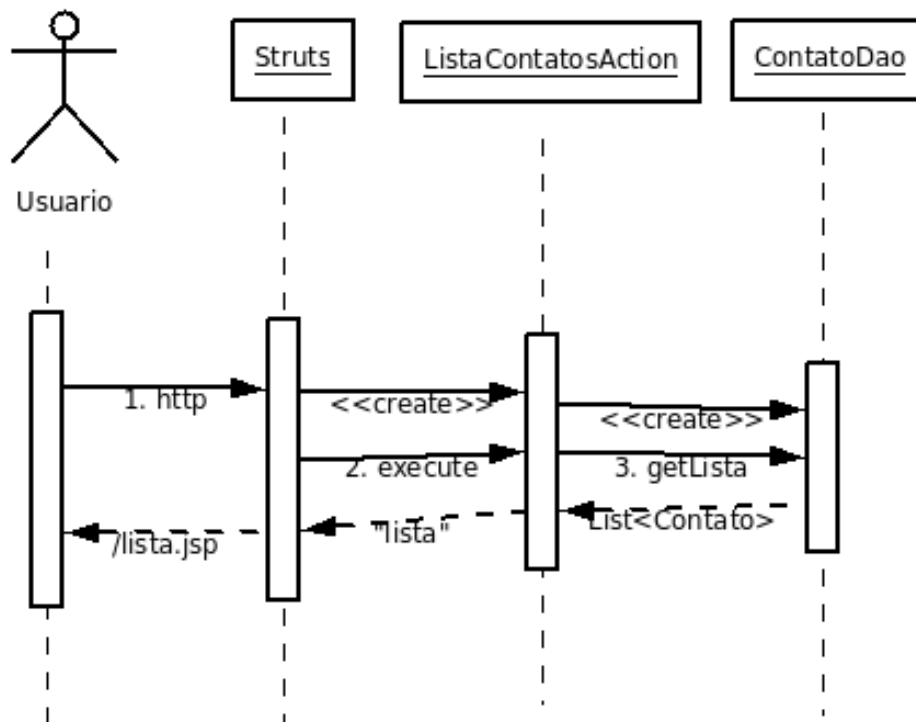 Struts
ListaContatosAction
ContatoDao
Usuario
1. http
<<create>>
<<create>>
2. execute
3. getLista
/lista.jsp
"lista"
List<Contato>